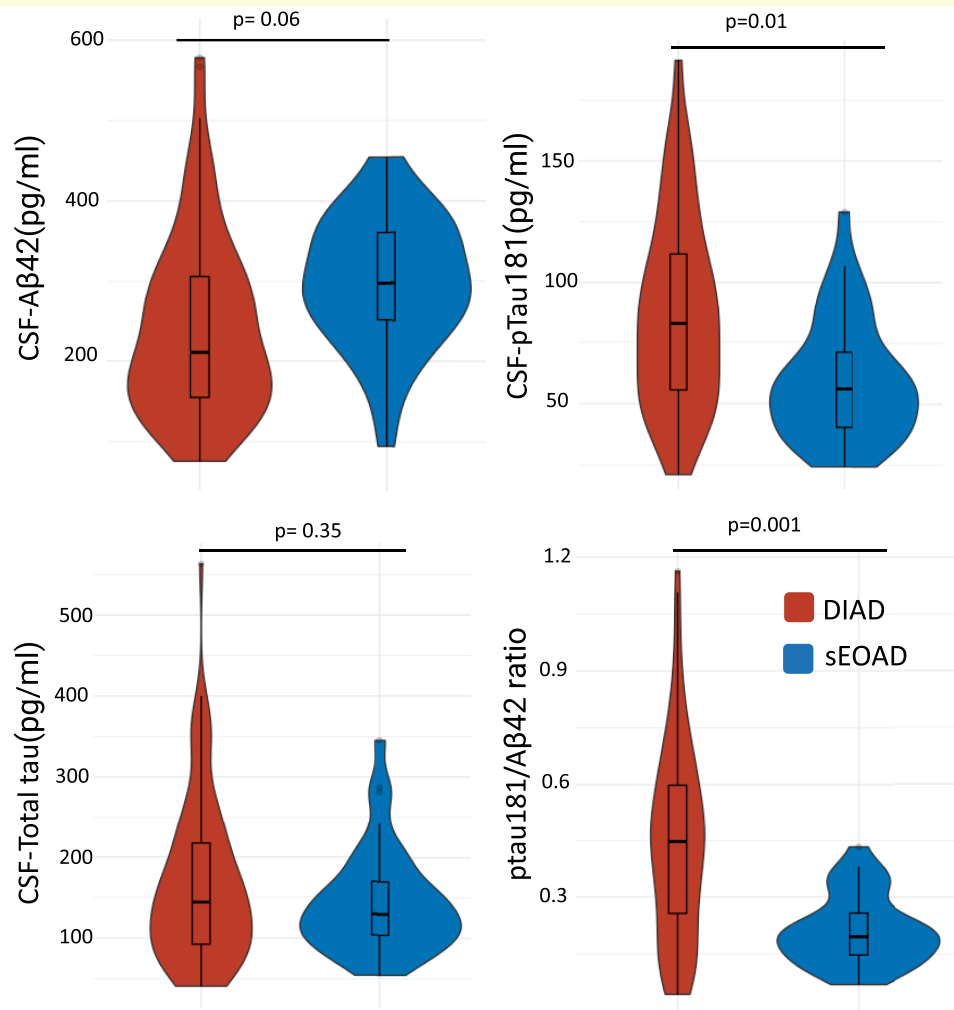 p= 0.06
600
400
200
CSF-Aβ42(pg/ml)
p=0.01
150
100
50
CSF-pTau181(pg/ml)
p= 0.35
500
400
300
200
100
CSF-Total tau(pg/ml)
p=0.001
1.2
0.9
0.6
0.3
ptau181/Aβ42 ratio
DIAD
sEOAD